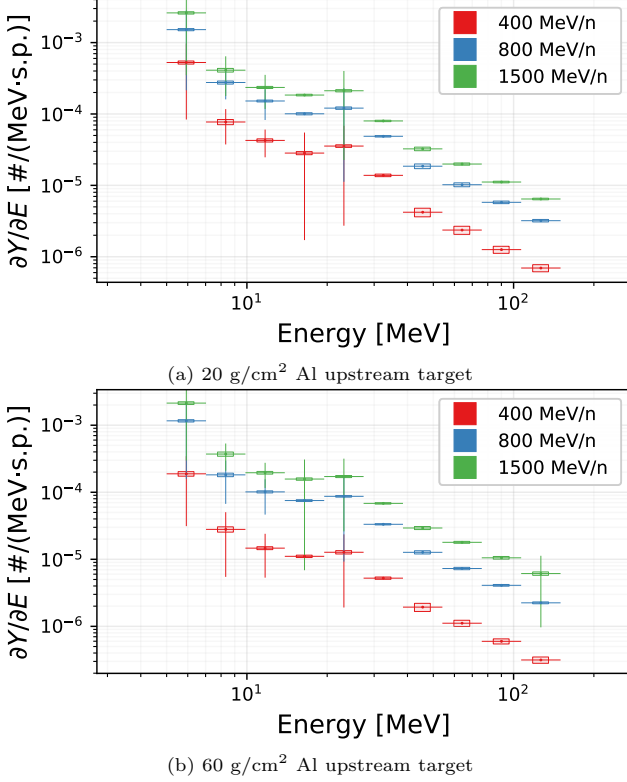 10⁻³
10⁻⁴
10⁻⁵
10⁻⁶
∂Y/∂E [#/(MeV·s.p.)]
400 MeV/n
800 MeV/n
1500 MeV/n
10¹
10²
Energy [MeV]
(a) 20 g/cm² Al upstream target
10⁻³
10⁻⁴
10⁻⁵
10⁻⁶
∂Y/∂E [#/(MeV·s.p.)]
400 MeV/n
800 MeV/n
1500 MeV/n
10¹
10²
Energy [MeV]
(b) 60 g/cm² Al upstream target